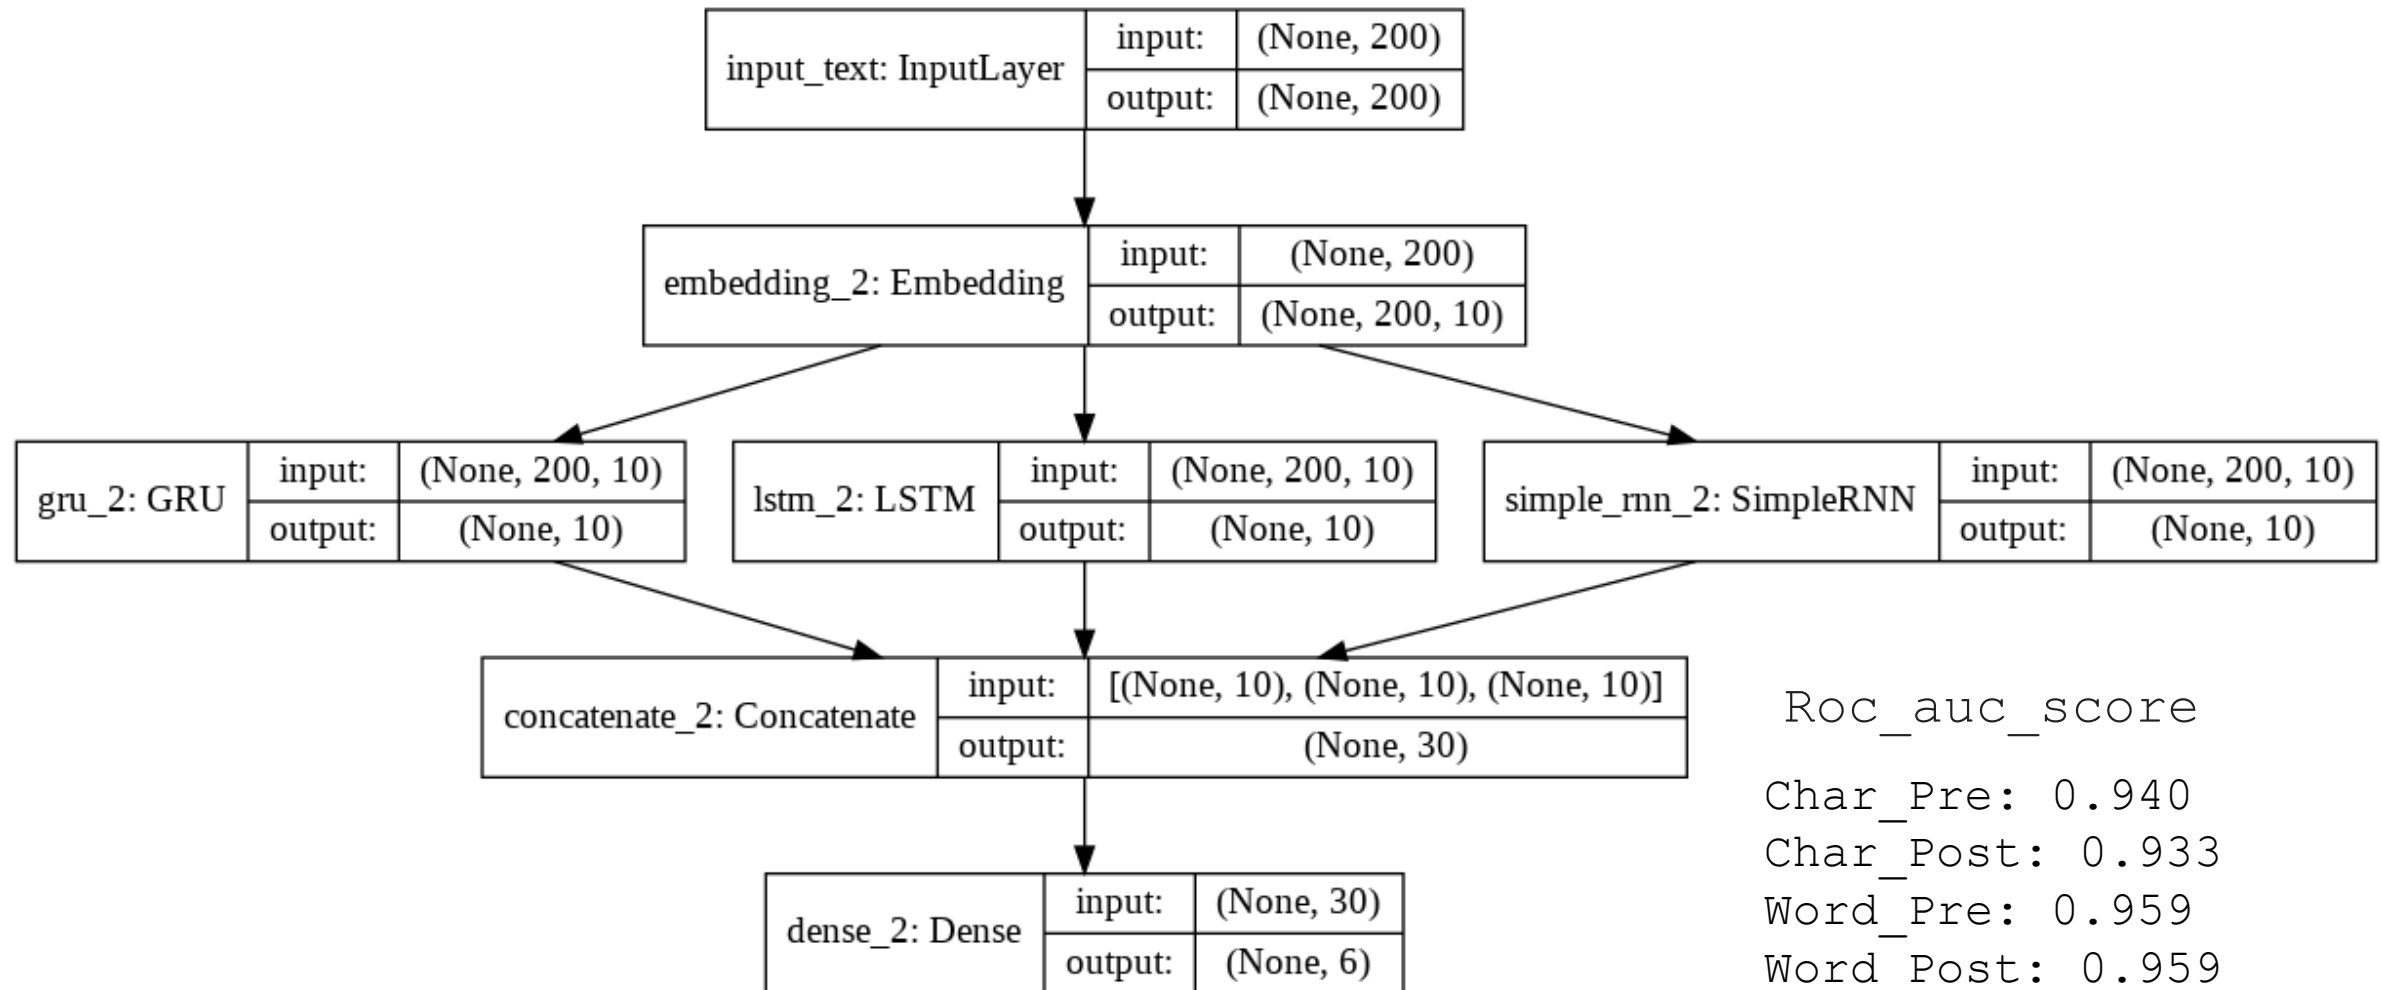 input_text: InputLayer
input: (None, 200)
output: (None, 200)
embedding_2: Embedding
input: (None, 200)
output: (None, 200, 10)
gru_2: GRU
input: (None, 200, 10)
output: (None, 10)
lstm_2: LSTM
input: (None, 200, 10)
output: (None, 10)
simple_rnn_2: SimpleRNN
input: (None, 200, 10)
output: (None, 10)
concatenate_2: Concatenate
input: [(None, 10), (None, 10), (None, 10)]
output: (None, 30)
dense_2: Dense
input: (None, 30)
output: (None, 6)
Roc_auc_score
Char_Pre: 0.940
Char_Post: 0.933
Word_Pre: 0.959
Word_Post: 0.959